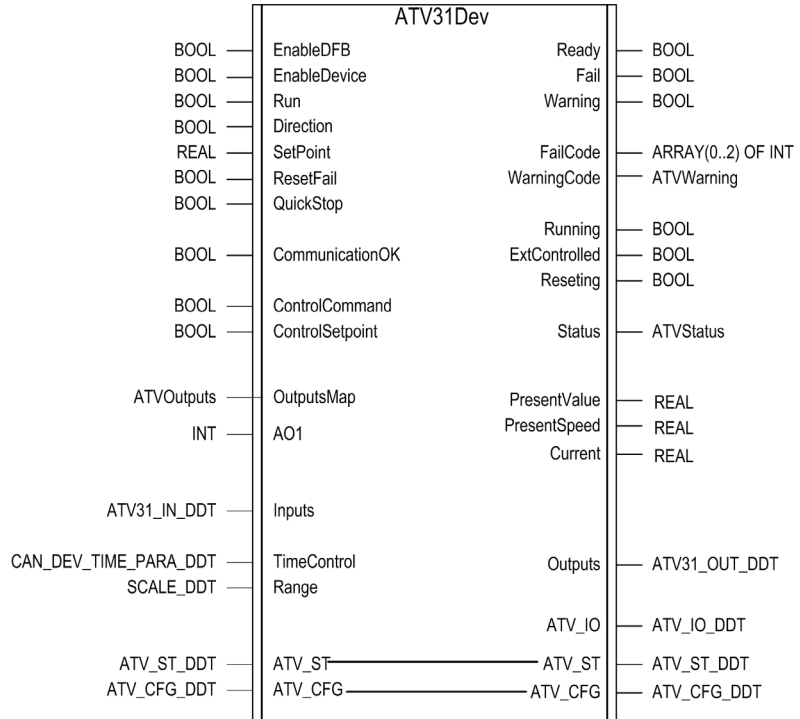 ATV31Dev
BOOL EnableDFB Ready BOOL
BOOL EnableDevice Fail BOOL
BOOL Run Warning BOOL
BOOL Direction
REAL SetPoint FailCode ARRAY(0..2) OF INT
BOOL ResetFail WarningCode ATVWarning
BOOL QuickStop
Running BOOL
BOOL CommunicationOK ExtControlled BOOL
Reseting BOOL
BOOL ControlCommand
BOOL ControlSetpoint Status ATVStatus
ATVOutputs OutputsMap PresentValue REAL
PresentSpeed REAL
INT AO1
Current REAL
ATV31_IN_DDT Inputs
CAN_DEV_TIME_PARA_DDT TimeControl Outputs ATV31_OUT_DDT
SCALE_DDT Range
ATV_IO ATV_IO_DDT
ATV_ST_DDT ATV_ST ATV_ST ATV_ST_DDT
ATV_CFG_DDT ATV_CFG ATV_CFG ATV_CFG_DDT